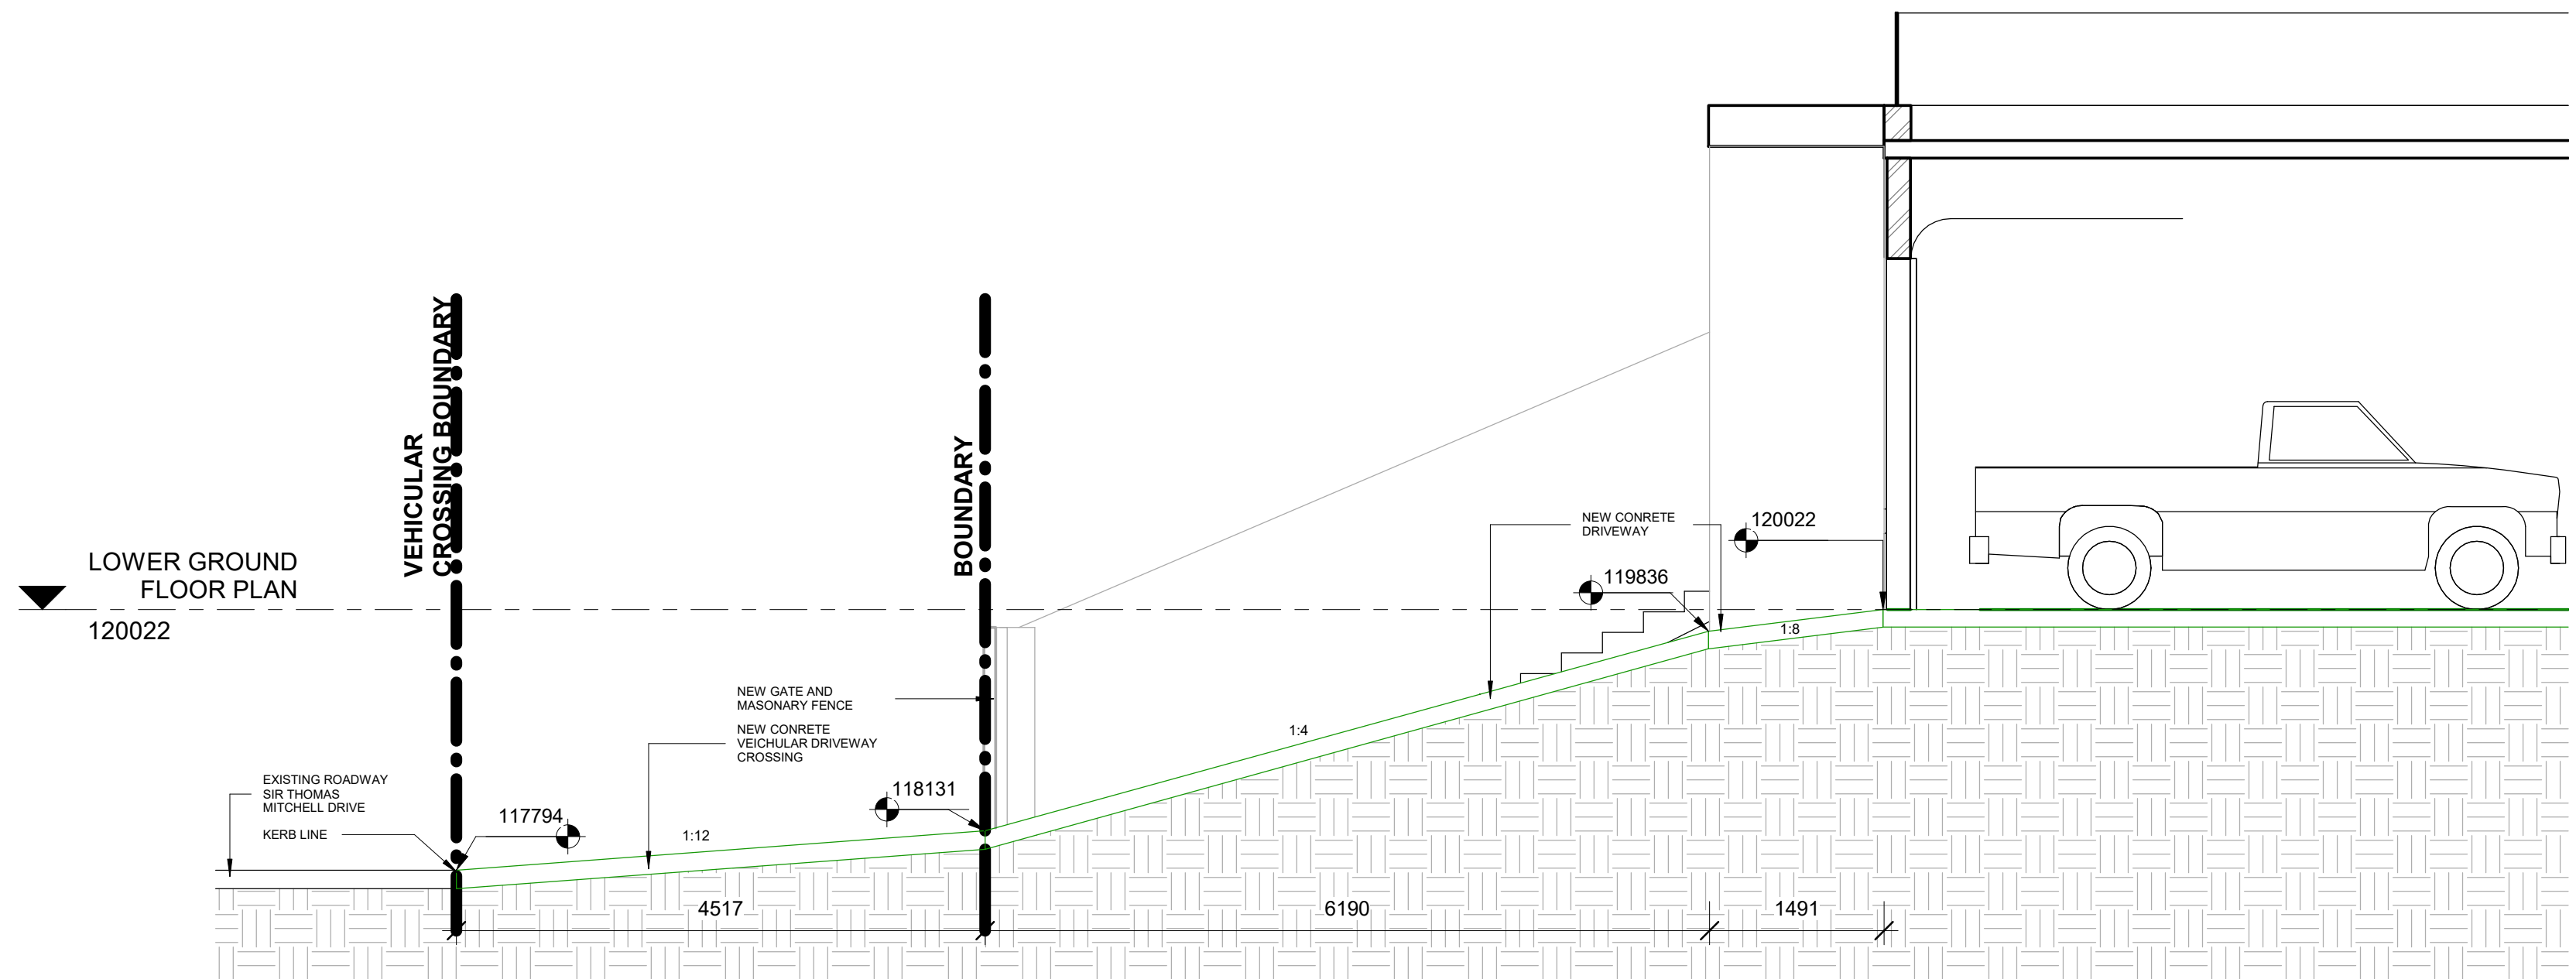 VEHICULAR
CROSSING BOUNDARY
BOUNDARY
LOWER GROUND
FLOOR PLAN
120022
NEW CONRETE
DRIVEWAY
120022
119836
1:8
NEW GATE AND
MASONARY FENCE
NEW CONRETE
VEICHULAR DRIVEWAY
CROSSING
1:4
EXISTING ROADWAY
SIR THOMAS
MITCHELL DRIVE
KERB LINE
117794
118131
1:12
4517
6190
1491